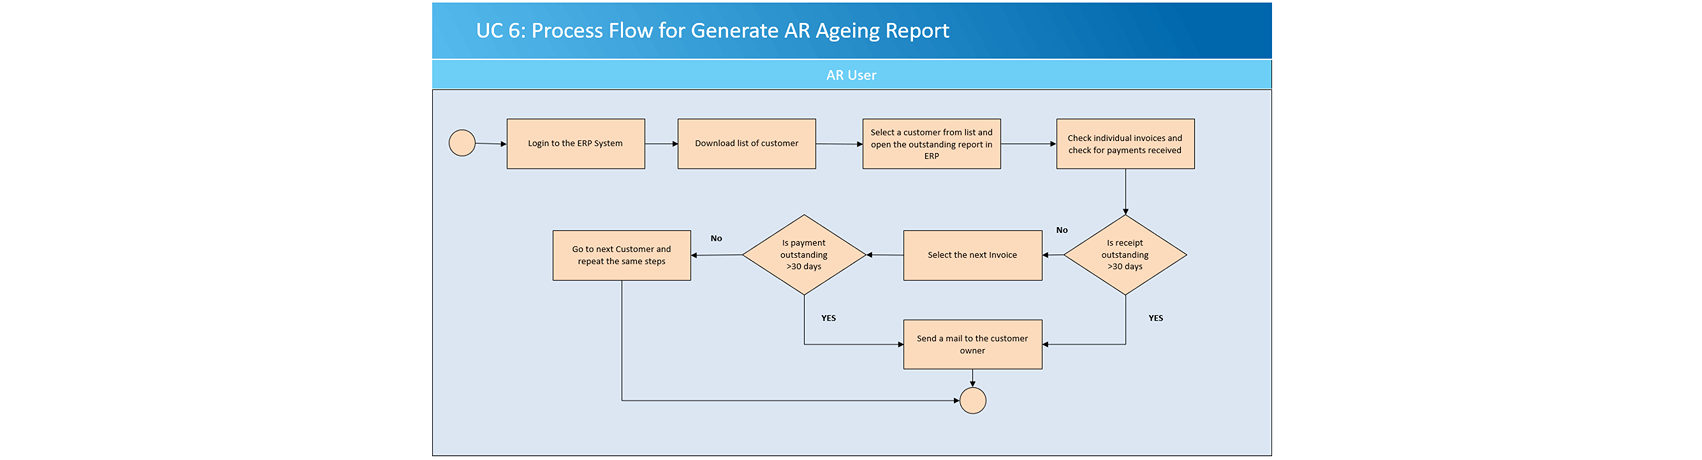 UC 6: Process Flow for Generate AR Ageing Report
AR User
Login to the ERP System
Download list of customer
Select a customer from list and
open the outstanding report in
ERP
Check individual invoices and
check for payments received
Go to next Customer and
repeat the same steps
No
Is payment
outstanding
>30 days
Select the next Invoice
No
Is receipt
outstanding
>30 days
YES
YES
Send a mail to the customer
owner